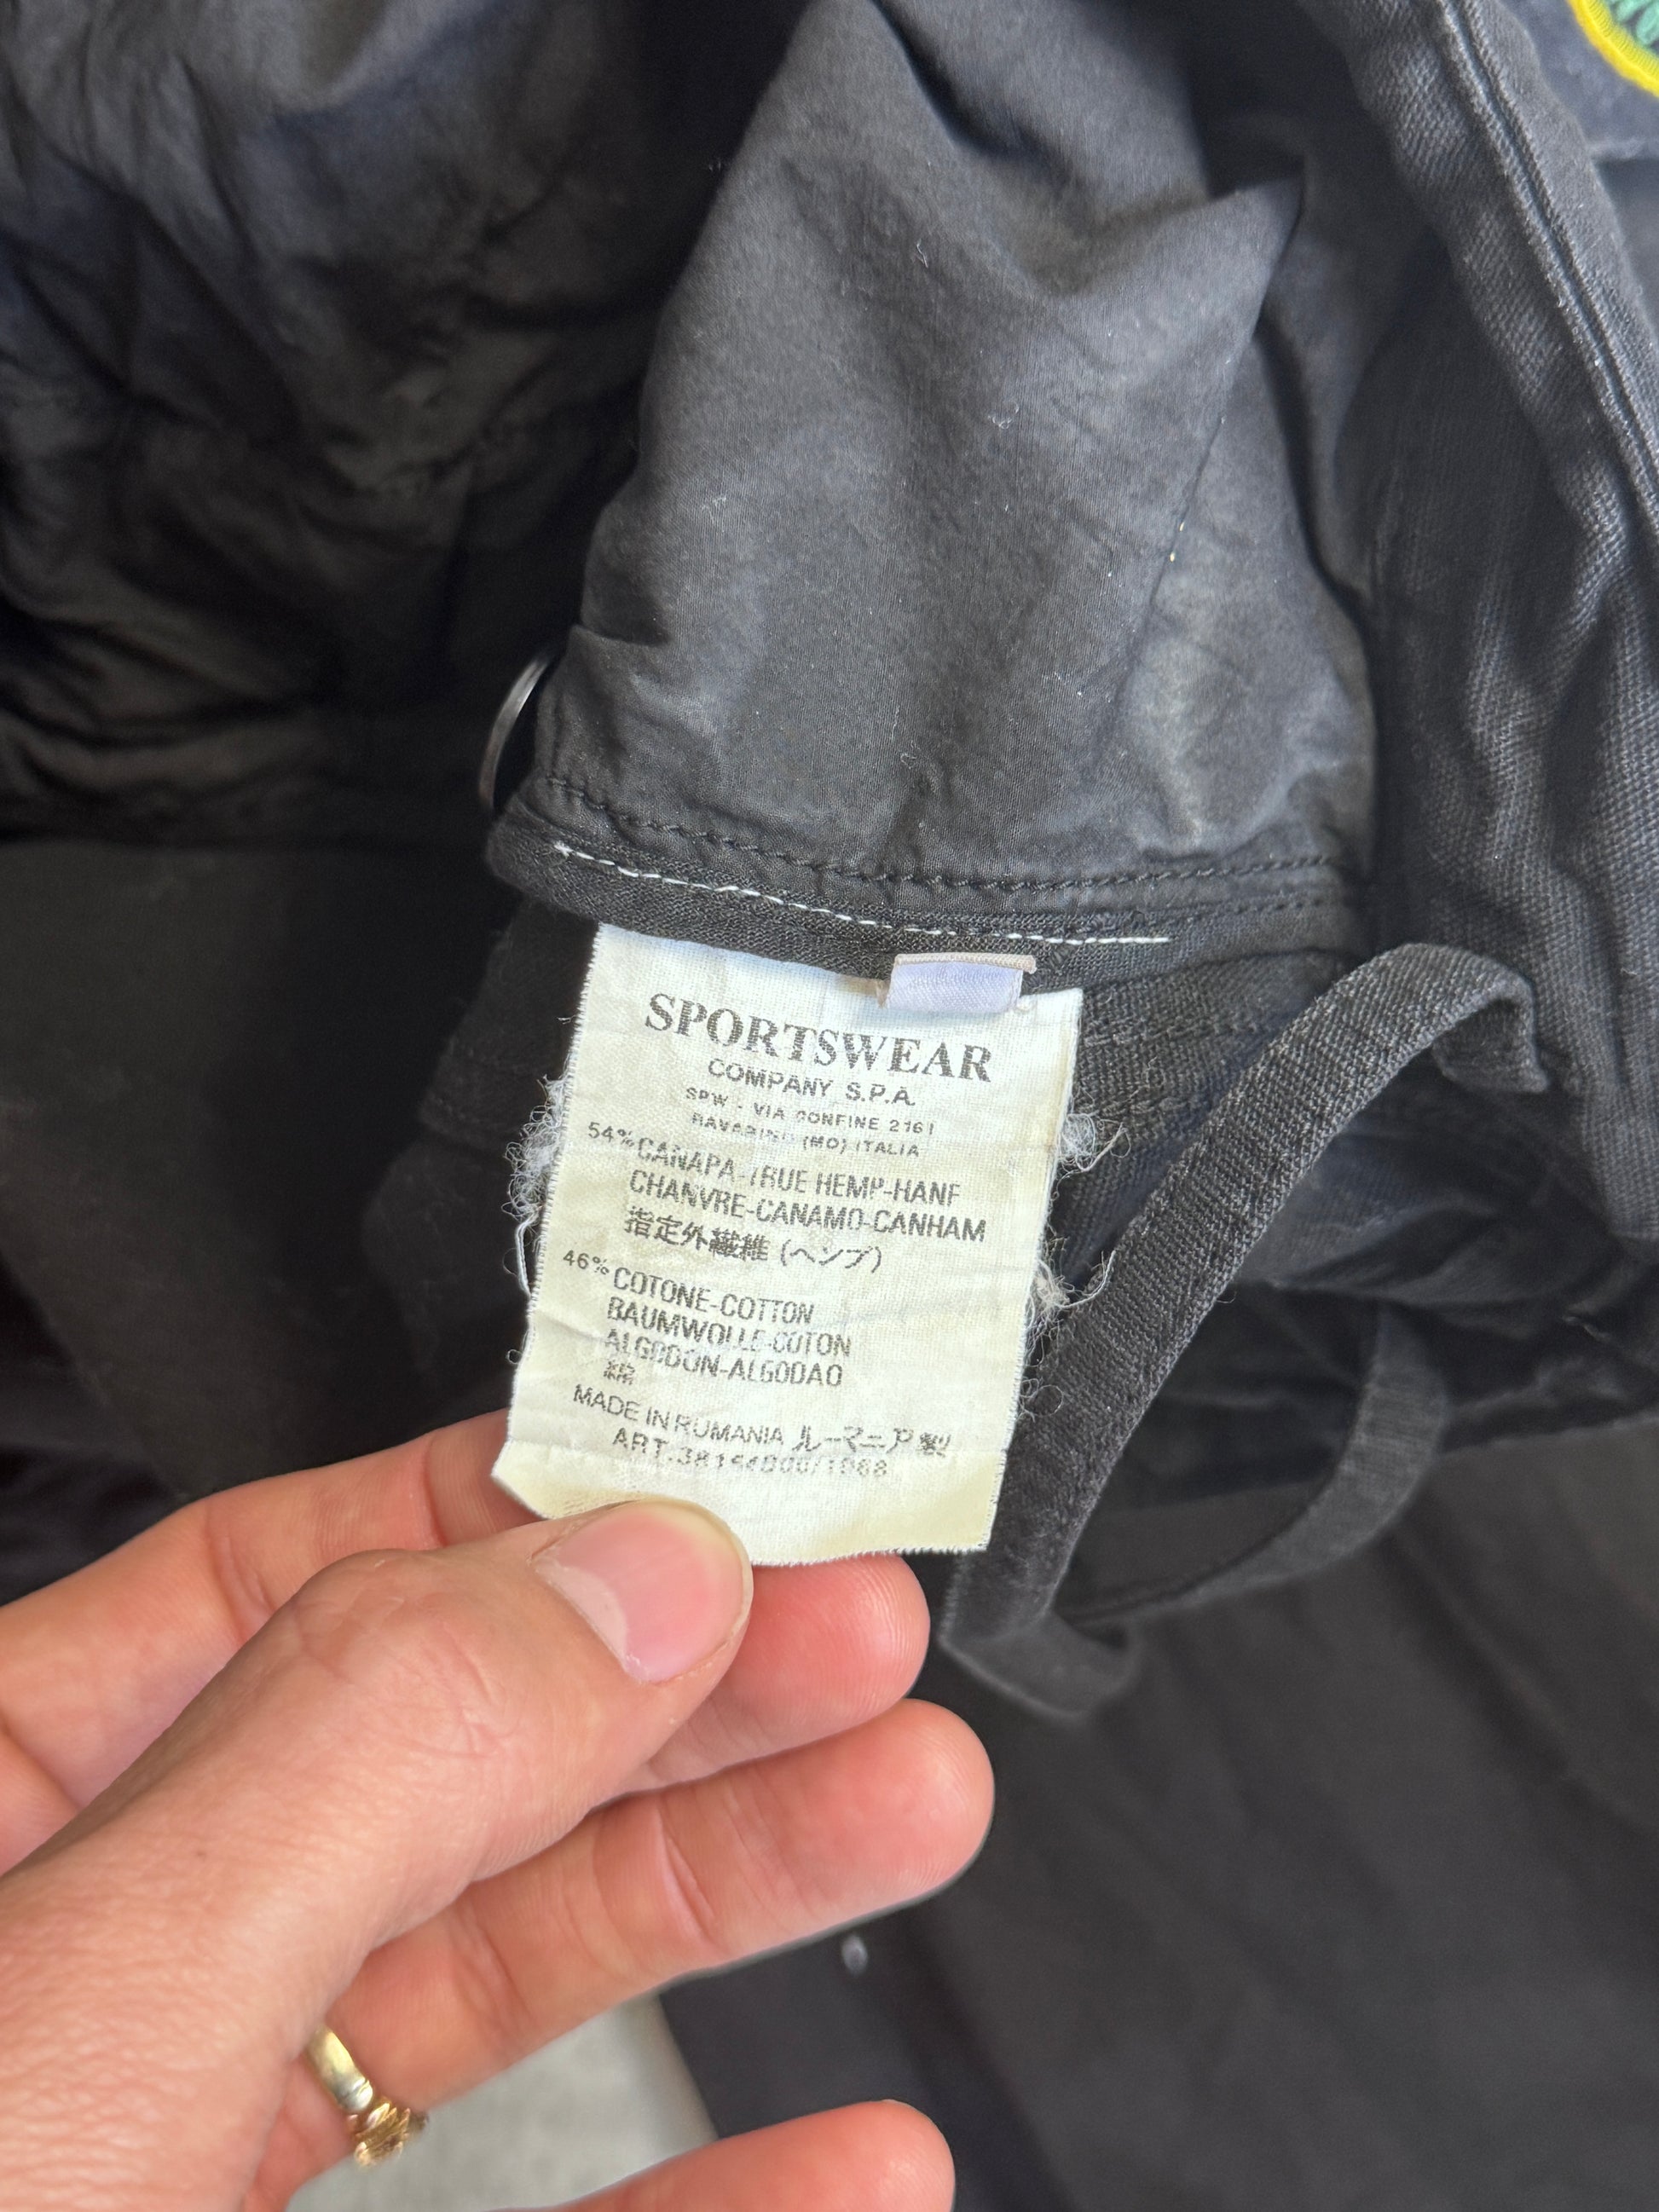 SPORTSWEAR
COMPANY S.P.A.
SPW - VIA CONFINE 2161
RAVARINO (MO) ITALIA
54% CANAPA-TRUE HEMP-HANF
CHANVRE-CANAMO-CANHAM
指定外繊維 (ヘンプ)
46% COTONE-COTTON
BAUMWOLLE-COTON
ALGODON-ALGODAO
綿
MADE IN RUMANIA ルーマニア製
ART.